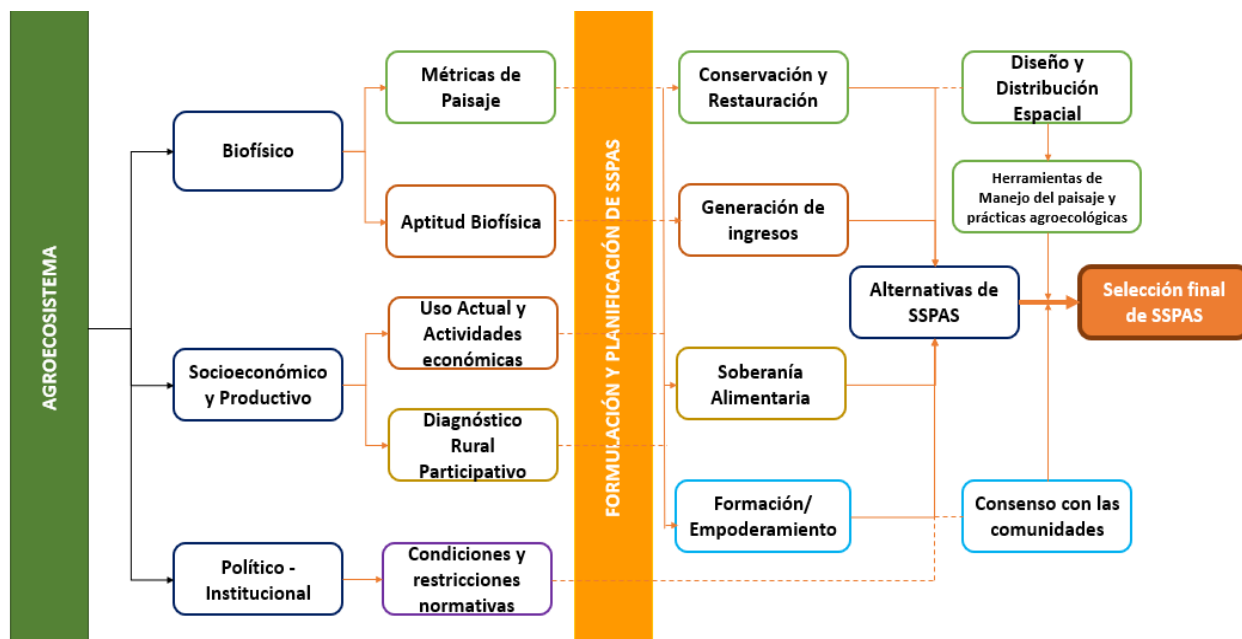 AGROECOSISTEMA
Biofísico
Socioeconómico
y Productivo
Político -
Institucional
Métricas de
Paisaje
Aptitud Biofísica
Uso Actual y
Actividades
económicas
Diagnóstico
Rural
Participativo
Condiciones y
restricciones
normativas
FORMULACIÓN Y PLANIFICACIÓN DE SSPAS
Conservación y
Restauración
Generación de
ingresos
Soberanía
Alimentaria
Formación/
Empoderamiento
Alternativas de
SSPAS
Diseño y
Distribución
Espacial
Herramientas de
Manejo del paisaje y
prácticas agroecológicas
Consenso con las
comunidades
Selección final
de SSPAS